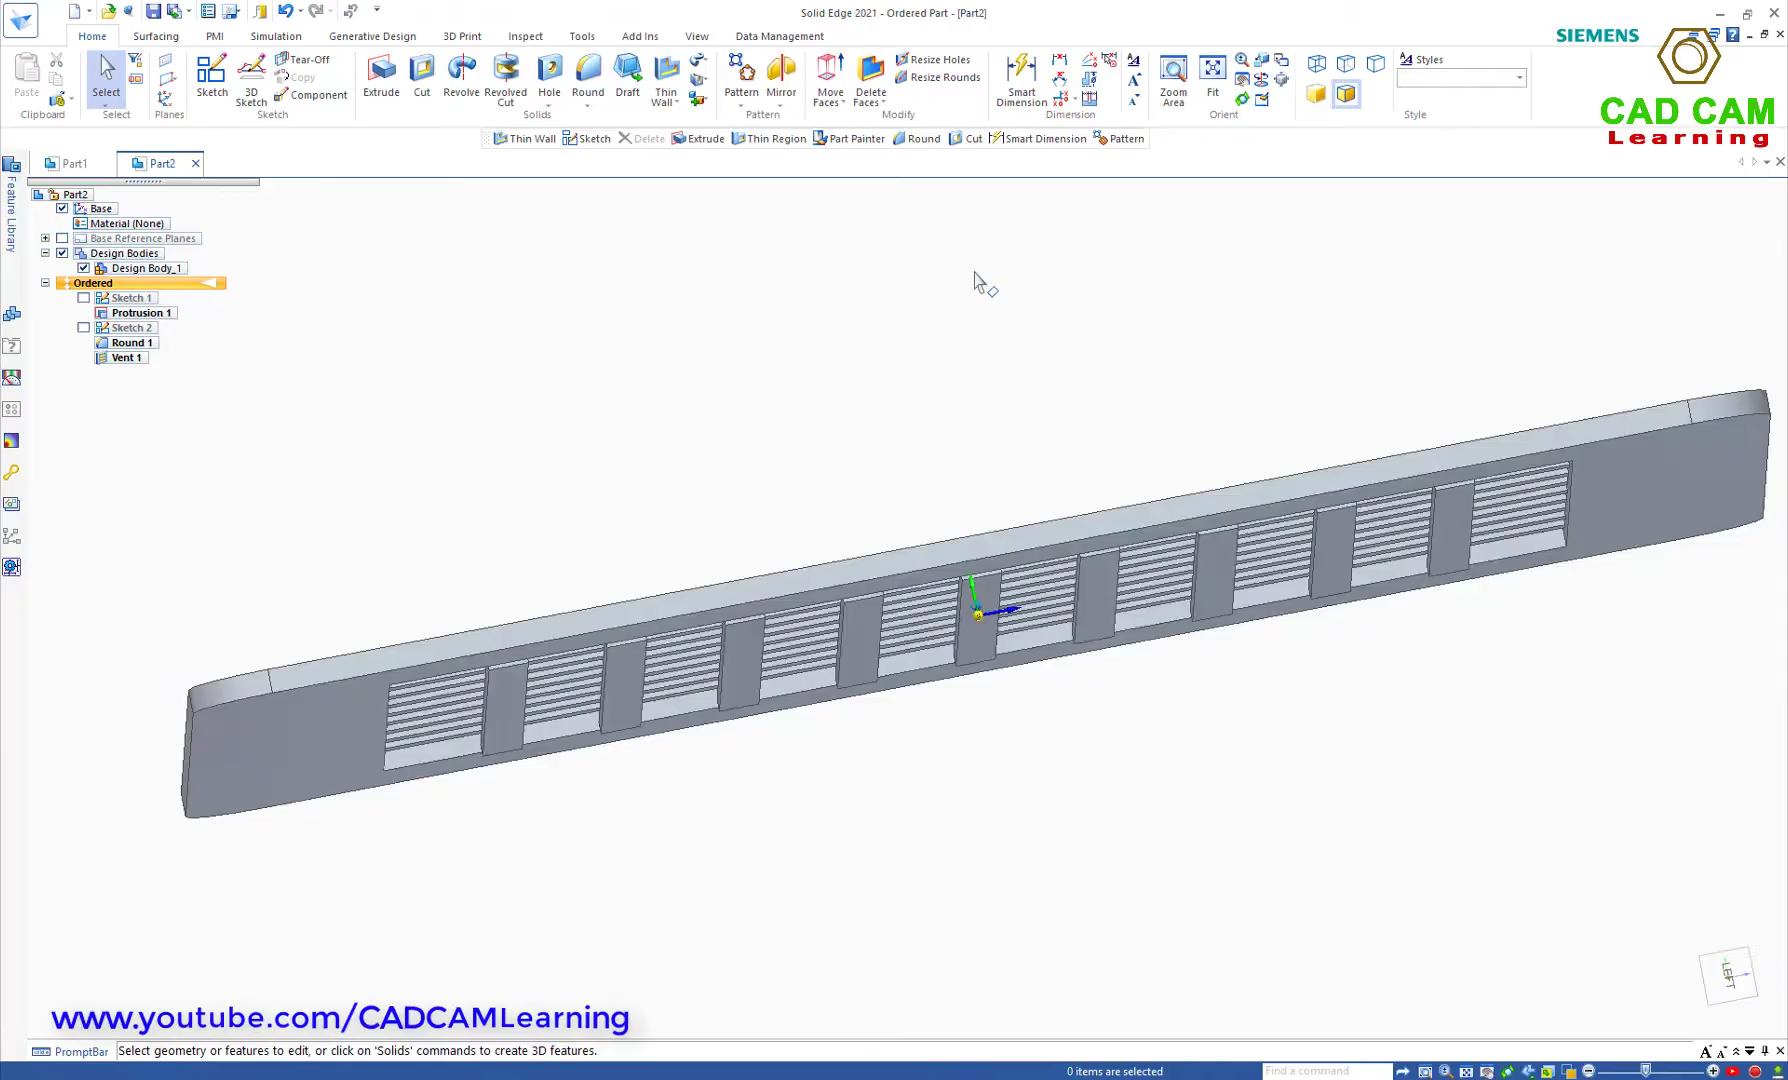 Solid Edge 2021 - Ordered Part - [Part2]
Home Surfacing PMI Simulation Generative Design 3D Print Inspect Tools Add Ins View Data Management
SIEMENS
CAD CAM
Learning
Paste
Clipboard
Select
Select
Planes
Sketch
3D Sketch
Tear-Off
Copy
Component
Sketch
Extrude
Cut
Revolve
Revolved Cut
Hole
Round
Draft
Thin Wall
Solids
Pattern
Mirror
Pattern
Move Faces
Delete Faces
Resize Holes
Resize Rounds
Modify
Smart Dimension
Dimension
Zoom Area
Fit
Orient
Styles
Style
Thin Wall Sketch Delete Extrude Thin Region Part Painter Round Cut Smart Dimension Pattern
Part1 Part2
Feature Library
Part2
Base
Material (None)
Base Reference Planes
Design Bodies
Design Body_1
Ordered
Sketch 1
Protrusion 1
Sketch 2
Round 1
Vent 1
LEFT
www.youtube.com/CADCAMLearning
PromptBar Select geometry or features to edit, or click on 'Solids' commands to create 3D features.
0 items are selected
Find a command